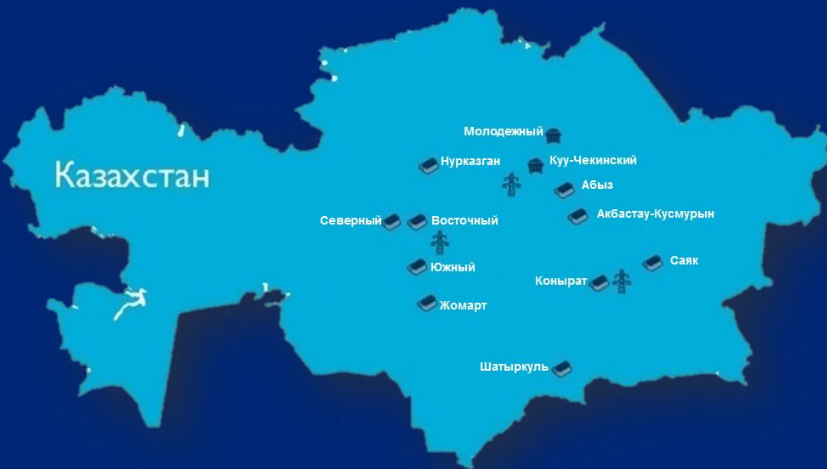 Молодежный
Нурказган
Куу-Чекинский
Казахстан
Абыз
Северный
Восточный
Акбастау-Кусмурын
Южный
Саяк
Конырат
Жомарт
Шатыркуль